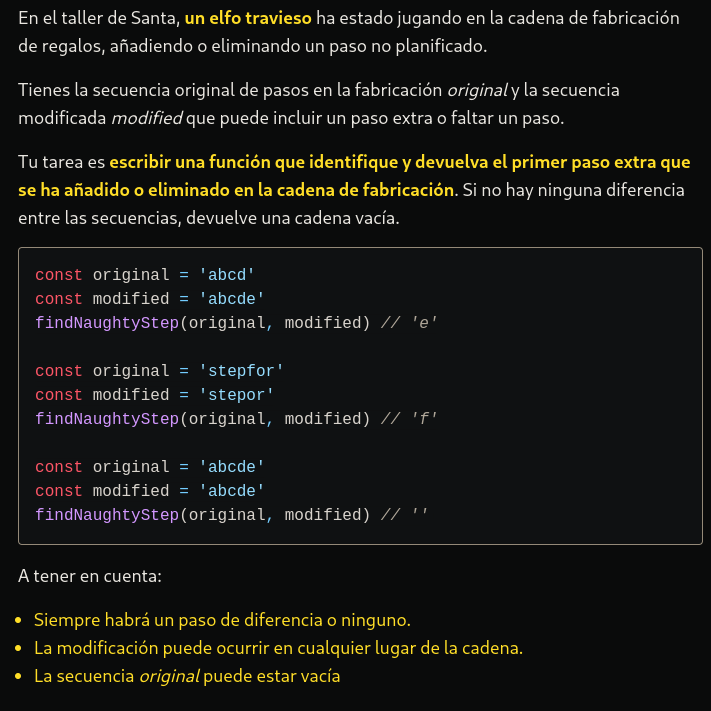 En el taller de Santa, un elfo travieso ha estado jugando en la cadena de fabricación
de regalos, añadiendo o eliminando un paso no planificado.
Tienes la secuencia original de pasos en la fabricación original y la secuencia
modificada modified que puede incluir un paso extra o faltar un paso.
Tu tarea es escribir una función que identifique y devuelva el primer paso extra que
se ha añadido o eliminado en la cadena de fabricación. Si no hay ninguna diferencia
entre las secuencias, devuelve una cadena vacía.
const original = 'abcd'
const modified = 'abcde'
findNaughtyStep(original, modified) // 'e'
const original = 'stepfor'
const modified = 'stepor'
findNaughtyStep(original, modified) // 'f'
const original = 'abcde'
const modified = 'abcde'
findNaughtyStep(original, modified) // ''
A tener en cuenta:
• Siempre habrá un paso de diferencia o ninguno.
• La modificación puede ocurrir en cualquier lugar de la cadena.
• La secuencia original puede estar vacía